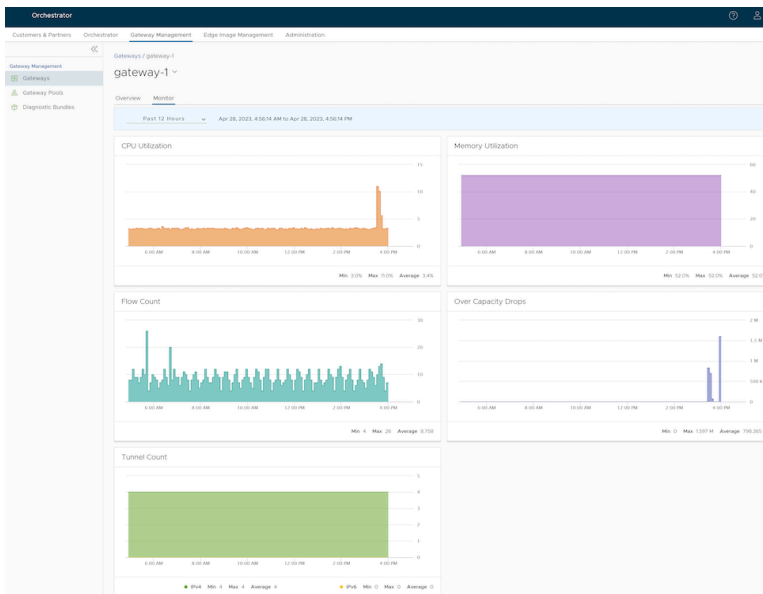 Orchestrator
Customers & Partners Orchestrator Gateway Management Edge Image Management Administration
Gateway Management
Gateways
Gateway Pools
Diagnostic Bundles
Gateways / gateway-1
gateway-1
Overview Monitor
Past 12 Hours Apr 28, 2023, 4:56:14 AM to Apr 28, 2023, 4:56:14 PM
CPU Utilization
15
10
5
0
6:00 AM 8:00 AM 10:00 AM 12:00 PM 2:00 PM 4:00 PM
Min 3.0% Max 11.0% Average 3.4%
Memory Utilization
60
40
20
0
6:00 AM 8:00 AM 10:00 AM 12:00 PM 2:00 PM 4:00 PM
Min 52.0% Max 52.0% Average 52.0
Flow Count
30
20
10
0
6:00 AM 8:00 AM 10:00 AM 12:00 PM 2:00 PM 4:00 PM
Min 4 Max 26 Average 8.758
Over Capacity Drops
2 M
1.5 M
1 M
500 K
0
6:00 AM 8:00 AM 10:00 AM 12:00 PM 2:00 PM 4:00 PM
Min 0 Max 1.597 M Average
Tunnel Count
5
4
3
2
1
0
6:00 AM 8:00 AM 10:00 AM 12:00 PM 2:00 PM 4:00 PM
IPv4 Min 4 Max 4 Average 4 IPv6 Min 0 Max 0 Average 0